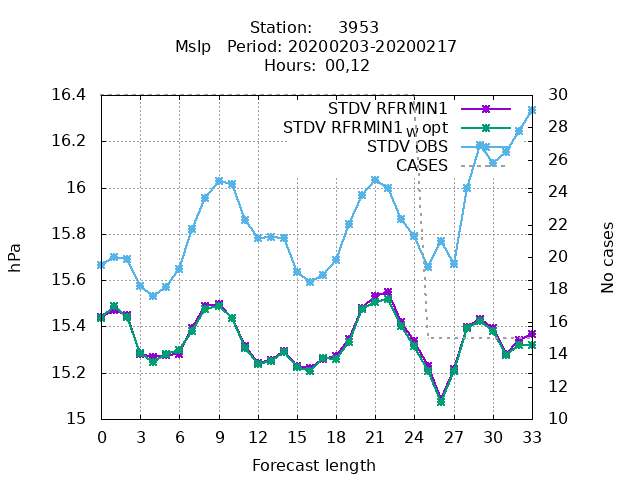 Station: 3953
Mslp Period: 20200203-20200217
Hours: 00,12
16.4
16.2
16
15.8
15.6
15.4
15.2
15
hPa
30
28
26
24
22
20
18
16
14
12
10
No cases
STDV RFRMIN1
STDV RFRMIN1_w opt
STDV OBS
CASES
0 3 6 9 12 15 18 21 24 27 30 33
Forecast length